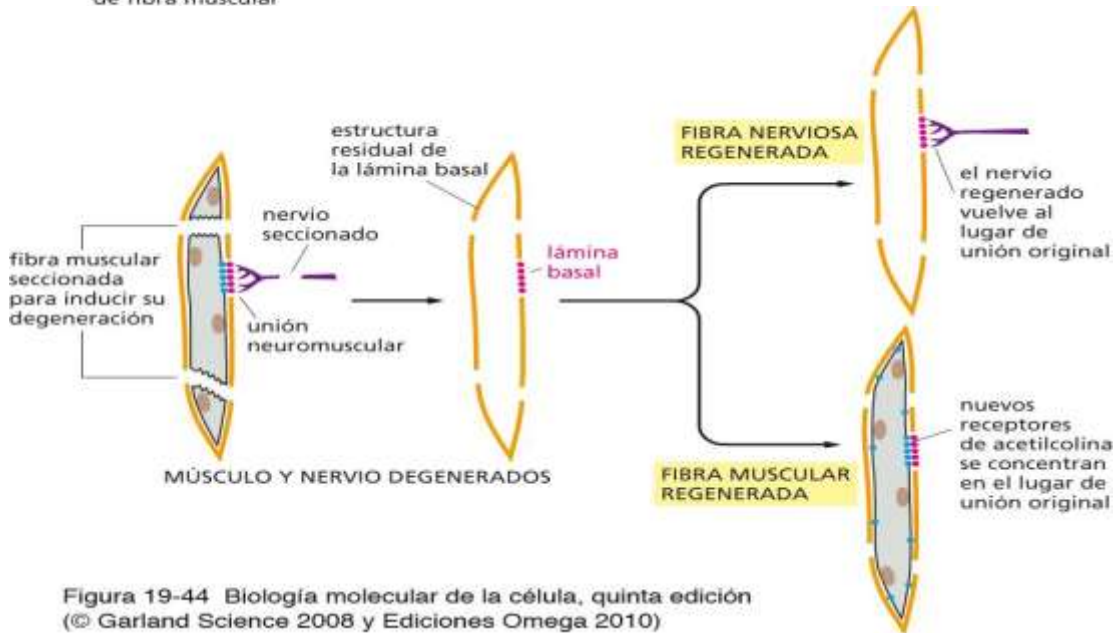 de fibra muscular
estructura
residual de
la lámina basal
nervio
seccionado
fibra muscular
seccionada
para inducir su
degeneración
unión
neuromuscular
lámina
basal
MÚSCULO Y NERVIO DEGENERADOS
FIBRA NERVIOSA
REGENERADA
el nervio
regenerado
vuelve al
lugar de
unión original
FIBRA MUSCULAR
REGENERADA
nuevos
receptores
de acetilcolina
se concentran
en el lugar de
unión original
Figura 19-44 Biología molecular de la célula, quinta edición
(© Garland Science 2008 y Ediciones Omega 2010)